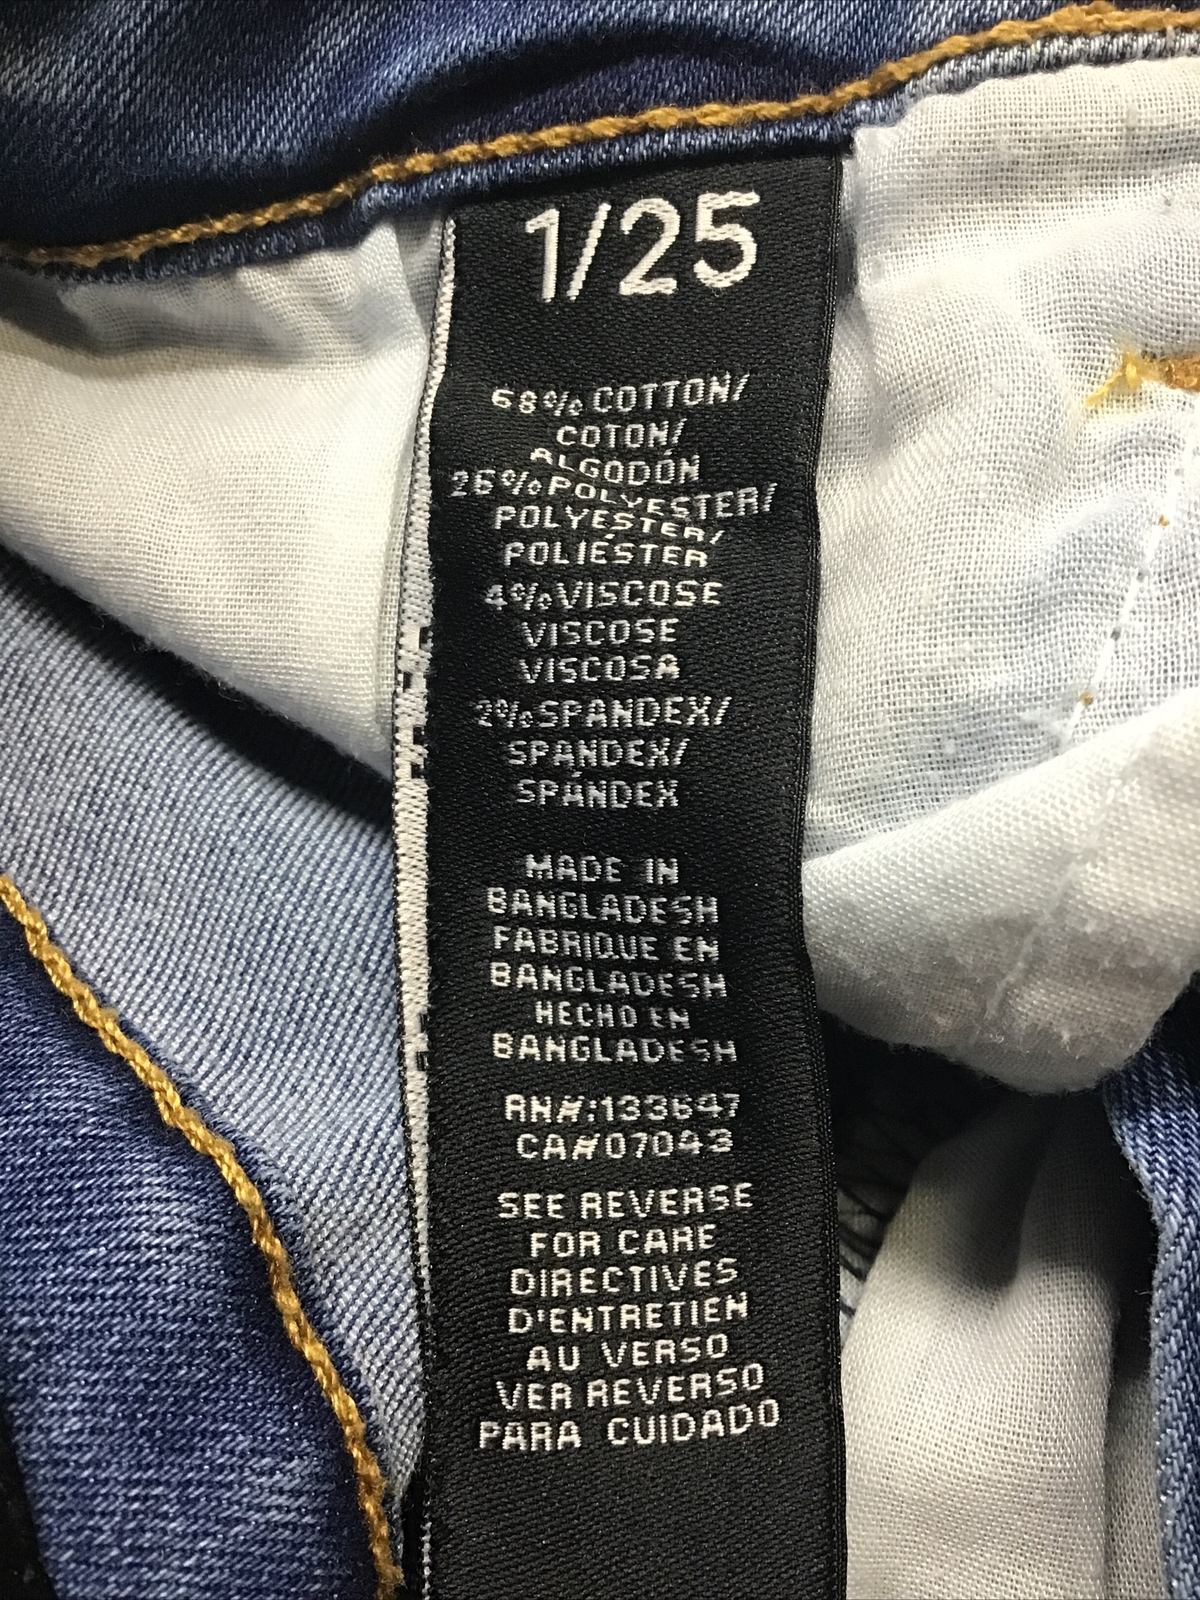 1/25
68% COTTON/
COTON/
ALGODÓN
26% POLYESTER/
POLYESTER/
POLIÉSTER
4% VISCOSE
VISCOSE
VISCOSA
2% SPANDEX/
SPANDEX/
SPÁNDEX
MADE IN
BANGLADESH
FABRIQUE EN
BANGLADESH
HECHO EN
BANGLADESH
RN#:133647
CA#07043
SEE REVERSE
FOR CARE
DIRECTIVES
D'ENTRETIEN
AU VERSO
VER REVERSO
PARA CUIDADO